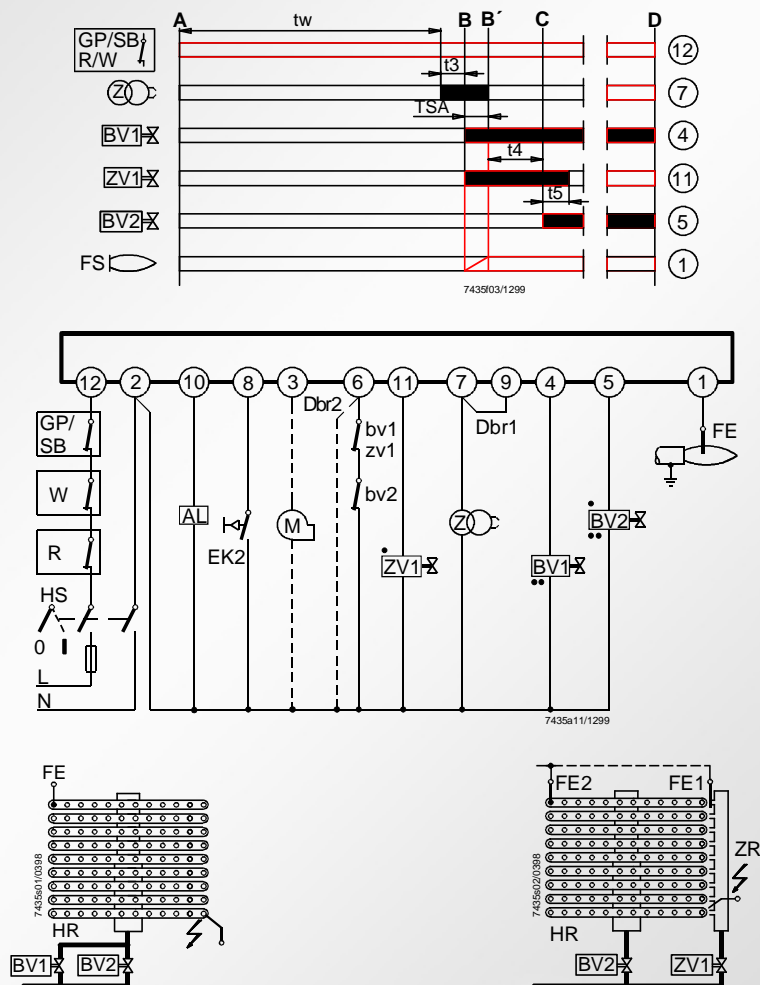 A tw B B´ C D
GP/SB
R/W
12
t3
Z
7
TSA
BV1
4
t4
ZV1
11
t5
BV2
5
FS
1
7435f03/1299
12 2 10 8 3 6 11 7 9 4 5 1
Dbr2
Dbr1
GP/
SB
bv1
zv1
FE
W
bv2
AL
M
Z
BV2
R
EK2
ZV1
BV1
HS
0 I
L
N
7435a11/1299
FE
7435s01/0398
HR
BV1 BV2
FE2 FE1
7435s02/0398
ZR
HR
BV2 ZV1